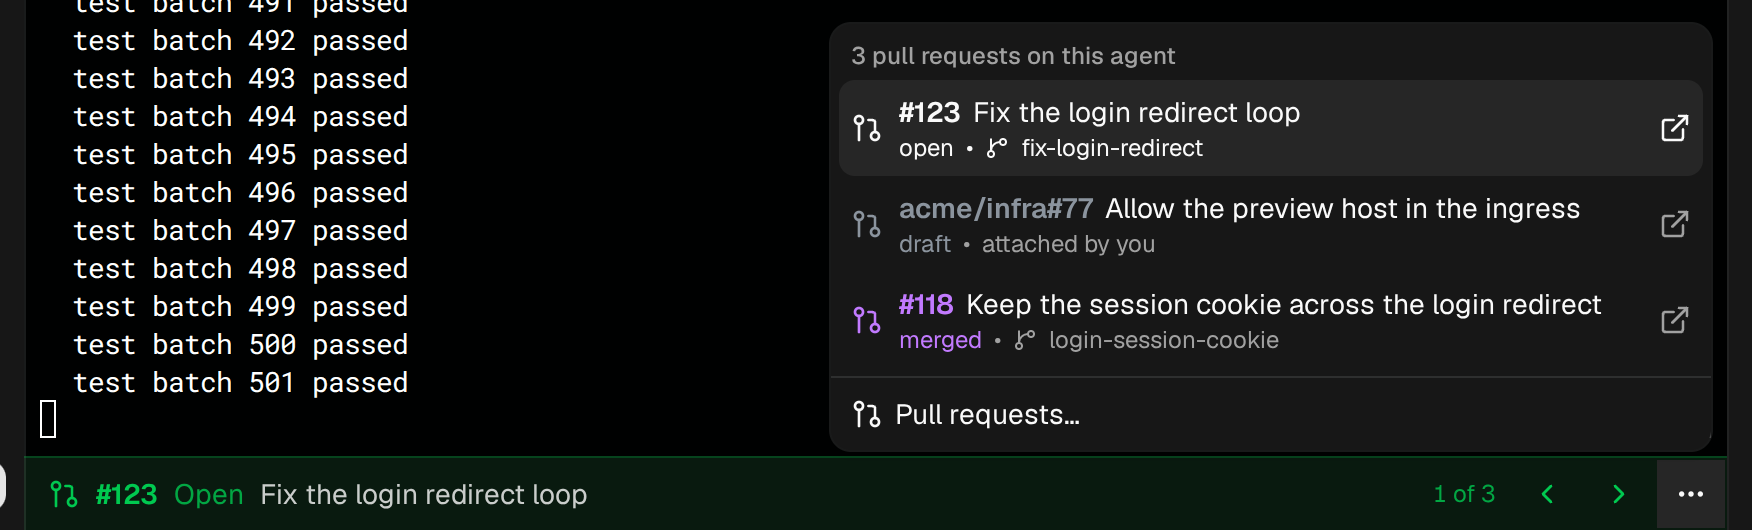 test batch 491 passed
test batch 492 passed
test batch 493 passed
test batch 494 passed
test batch 495 passed
test batch 496 passed
test batch 497 passed
test batch 498 passed
test batch 499 passed
test batch 500 passed
test batch 501 passed
3 pull requests on this agent
#123 Fix the login redirect loop
open • fix-login-redirect
acme/infra#77 Allow the preview host in the ingress
draft • attached by you
#118 Keep the session cookie across the login redirect
merged • login-session-cookie
Pull requests…
#123 Open Fix the login redirect loop
1 of 3